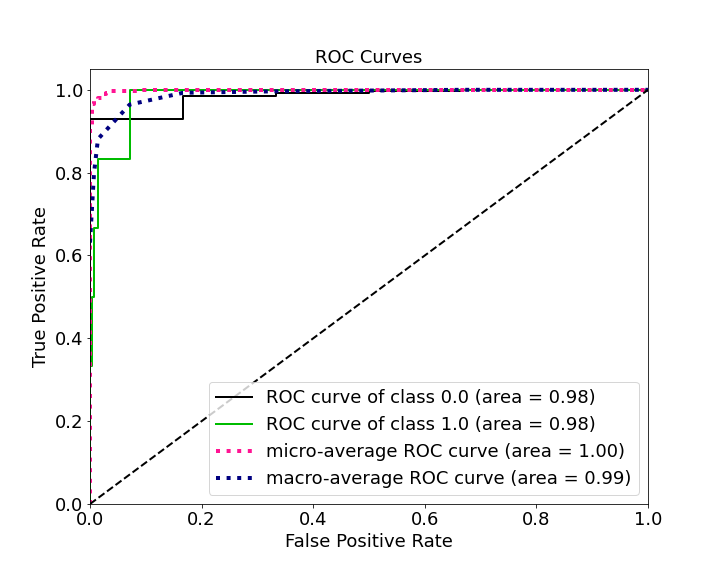 ROC Curves
1.0
0.8
0.6
0.4
0.2
0.0
True Positive Rate
ROC curve of class 0.0 (area = 0.98)
ROC curve of class 1.0 (area = 0.98)
micro-average ROC curve (area = 1.00)
macro-average ROC curve (area = 0.99)
0.0 0.2 0.4 0.6 0.8 1.0
False Positive Rate